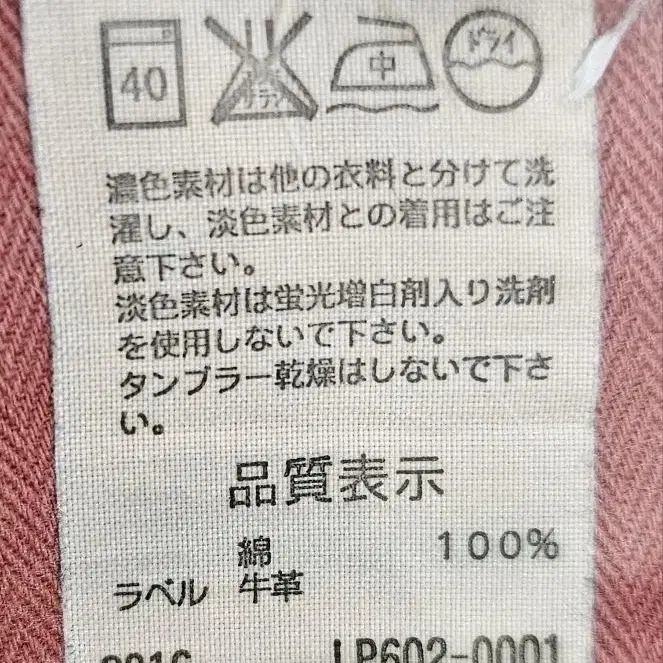 40 中 ドライ
濃色素材は他の衣料と分けて洗
濯し、淡色素材との着用はご注
意下さい。
淡色素材は蛍光増白剤入り洗剤
を使用しないで下さい。
タンブラー乾燥はしないで下さ
い。
品質表示
綿 100%
ラベル 牛革
LP602-0001